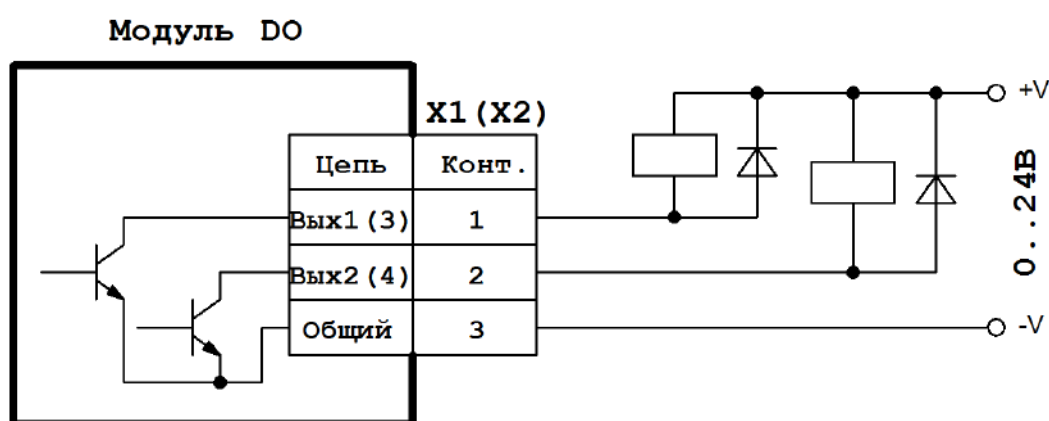 Модуль DO
X1(X2)
Цепь Конт.
Вых1(3) 1
Вых2(4) 2
Общий 3
+V
0..24В
-V